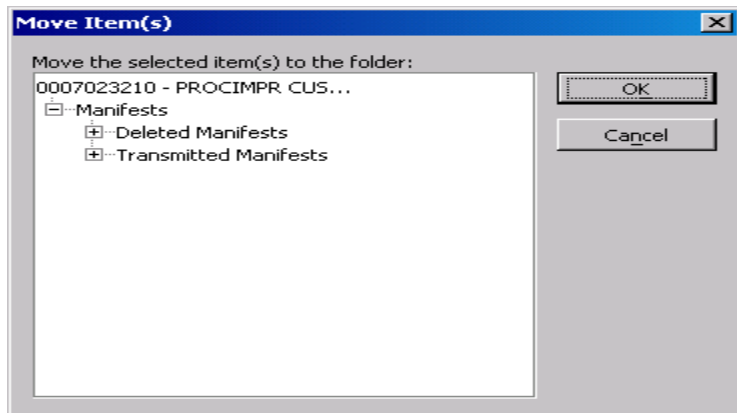 Move Item(s)
Move the selected item(s) to the folder:
0007023210 - PROCIMPR CUS...
Manifests
Deleted Manifests
Transmitted Manifests
OK
Cancel